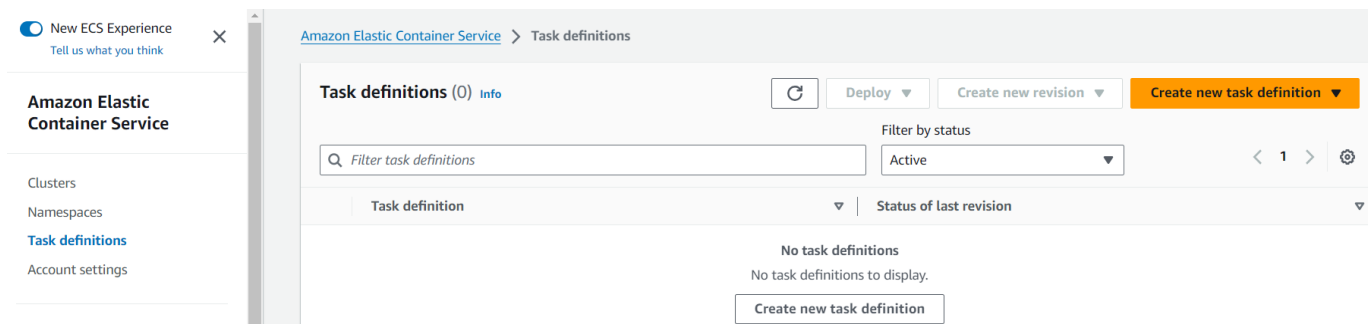 New ECS Experience
Tell us what you think
Amazon Elastic
Container Service
Clusters
Namespaces
Task definitions
Account settings
Amazon Elastic Container Service > Task definitions
Task definitions (0) Info
Deploy
Create new revision
Create new task definition
Filter by status
Filter task definitions
Active
1
Task definition
Status of last revision
No task definitions
No task definitions to display.
Create new task definition